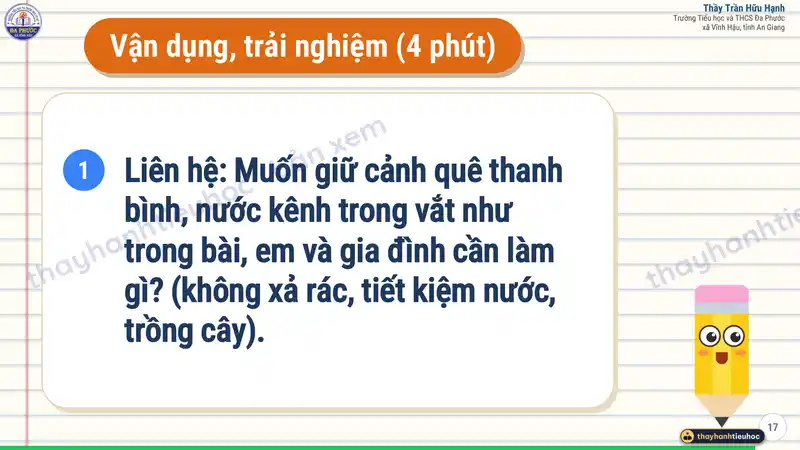 Thầy Trần Hữu Hạnh
Trường Tiểu học và THCS Đa Phước
xã Vĩnh Hậu, tỉnh An Giang
ĐA PHƯỚC
Vận dụng, trải nghiệm (4 phút)
1
Liên hệ: Muốn giữ cảnh quê thanh
bình, nước kênh trong vắt như
trong bài, em và gia đình cần làm
gì? (không xả rác, tiết kiệm nước,
trồng cây).
17
thayhanhtieuhoc